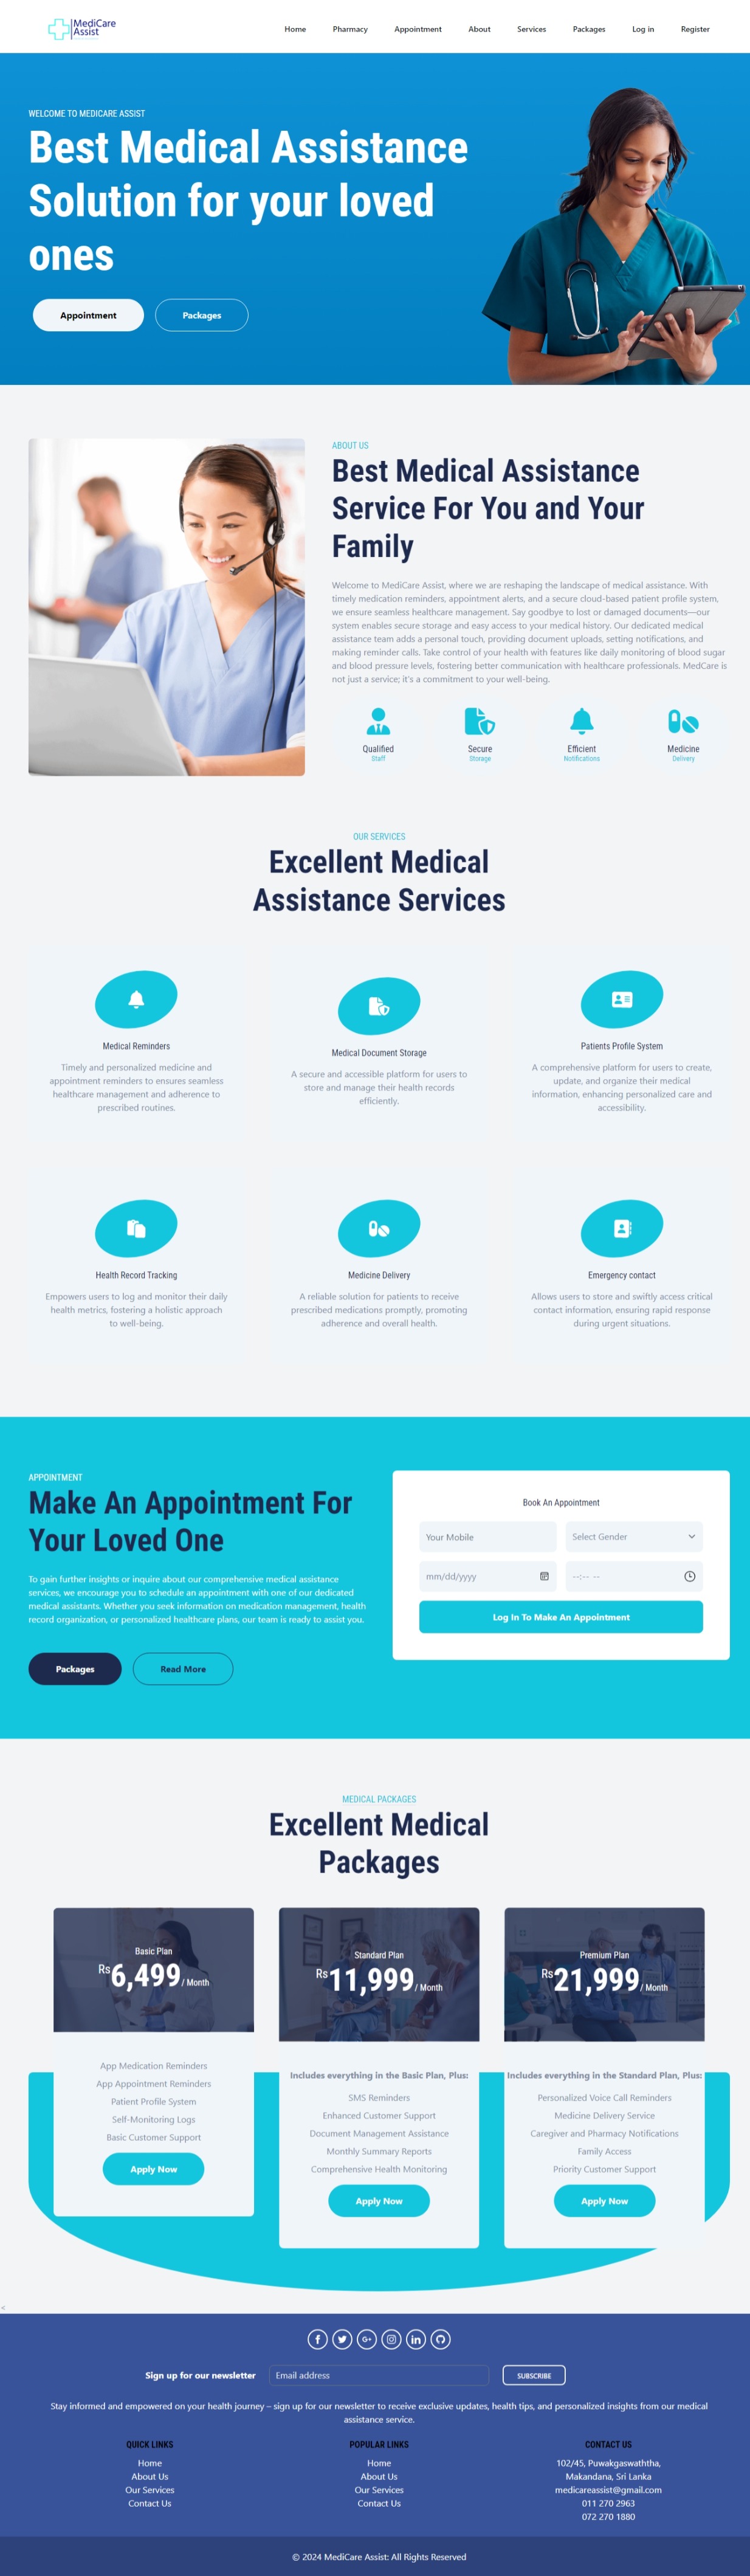 MediCare
Assist
Home Pharmacy Appointment About Services Packages Log in Register
WELCOME TO MEDICARE ASSIST
Best Medical Assistance
Solution for your loved
ones
Appointment Packages
ABOUT US
Best Medical Assistance
Service For You and Your
Family
Welcome to MediCare Assist, where we are reshaping the landscape of medical assistance. With
timely medication reminders, appointment alerts, and a secure cloud-based patient profile system,
we ensure seamless healthcare management. Say goodbye to lost or damaged documents—our
system enables secure storage and easy access to your medical history. Our dedicated medical
assistance team adds a personal touch, providing document uploads, setting notifications, and
making reminder calls. Take control of your health with features like daily monitoring of blood sugar
and blood pressure levels, fostering better communication with healthcare professionals. MedCare is
not just a service; it's a commitment to your well-being.
Qualified
Staff
Secure
Storage
Efficient
Notifications
Medicine
Delivery
OUR SERVICES
Excellent Medical
Assistance Services
Medical Reminders
Timely and personalized medicine and
appointment reminders to ensures seamless
healthcare management and adherence to
prescribed routines.
Medical Document Storage
A secure and accessible platform for users to
store and manage their health records
efficiently.
Patients Profile System
A comprehensive platform for users to create,
update, and organize their medical
information, enhancing personalized care and
accessibility.
Health Record Tracking
Empowers users to log and monitor their daily
health metrics, fostering a holistic approach
to well-being.
Medicine Delivery
A reliable solution for patients to receive
prescribed medications promptly, promoting
adherence and overall health.
Emergency contact
Allows users to store and swiftly access critical
contact information, ensuring rapid response
during urgent situations.
APPOINTMENT
Make An Appointment For
Your Loved One
To gain further insights or inquire about our comprehensive medical assistance
services, we encourage you to schedule an appointment with one of our dedicated
medical assistants. Whether you seek information on medication management, health
record organization, or personalized healthcare plans, our team is ready to assist you.
Packages Read More
Book An Appointment
Your Mobile Select Gender
mm/dd/yyyy --:-- --
Log In To Make An Appointment
MEDICAL PACKAGES
Excellent Medical
Packages
Basic Plan
Rs6,499/ Month
App Medication Reminders
App Appointment Reminders
Patient Profile System
Self-Monitoring Logs
Basic Customer Support
Apply Now
Standard Plan
Rs11,999/ Month
Includes everything in the Basic Plan, Plus:
SMS Reminders
Enhanced Customer Support
Document Management Assistance
Monthly Summary Reports
Comprehensive Health Monitoring
Apply Now
Premium Plan
Rs21,999/ Month
Includes everything in the Standard Plan, Plus:
Personalized Voice Call Reminders
Medicine Delivery Service
Caregiver and Pharmacy Notifications
Family Access
Priority Customer Support
Apply Now
<
Sign up for our newsletter Email address SUBSCRIBE
Stay informed and empowered on your health journey – sign up for our newsletter to receive exclusive updates, health tips, and personalized insights from our medical
assistance service.
QUICK LINKS
Home
About Us
Our Services
Contact Us
POPULAR LINKS
Home
About Us
Our Services
Contact Us
CONTACT US
102/45, Puwakgaswaththa,
Makandana, Sri Lanka
medicareassist@gmail.com
011 270 2963
072 270 1880
© 2024 MediCare Assist: All Rights Reserved